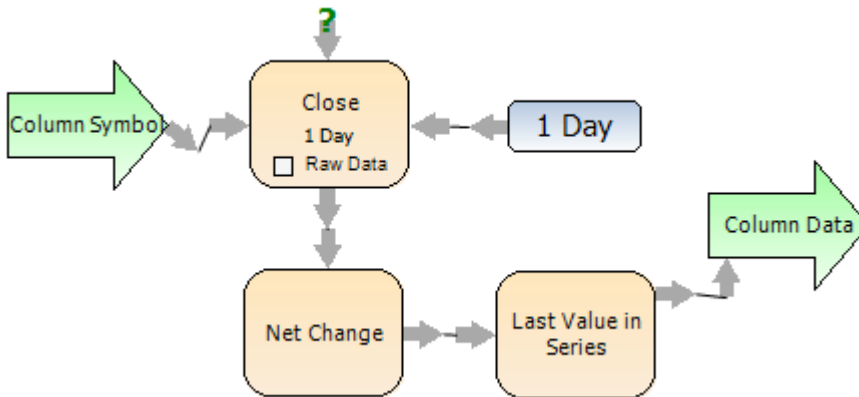 ?
Column Symbol
Close
1 Day
Raw Data
1 Day
Column Data
Net Change
Last Value in
Series